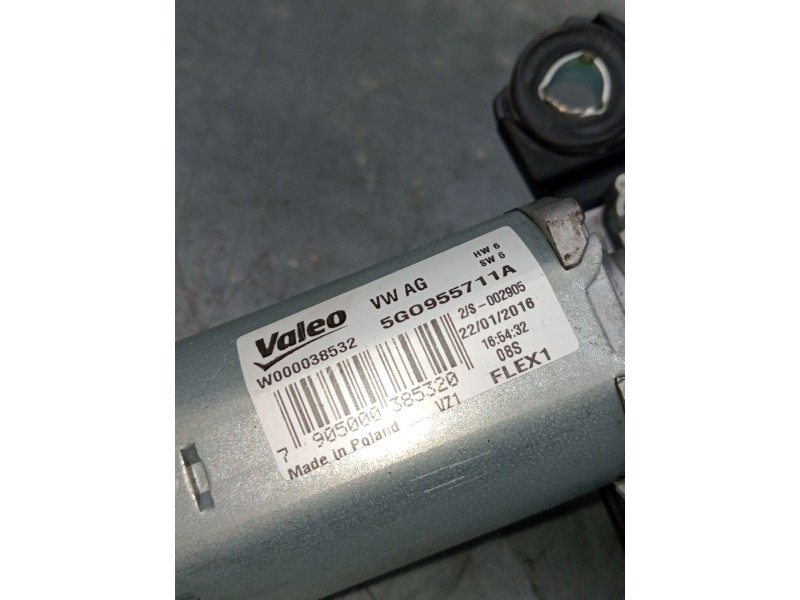 Valeo
VW AG
HW 6
SW 6
W000038532
5G0955711A
2/S-002905
22/01/2016
16:54:32
08S
FLEX1
7 905000 385320
VZ1
Made in Poland